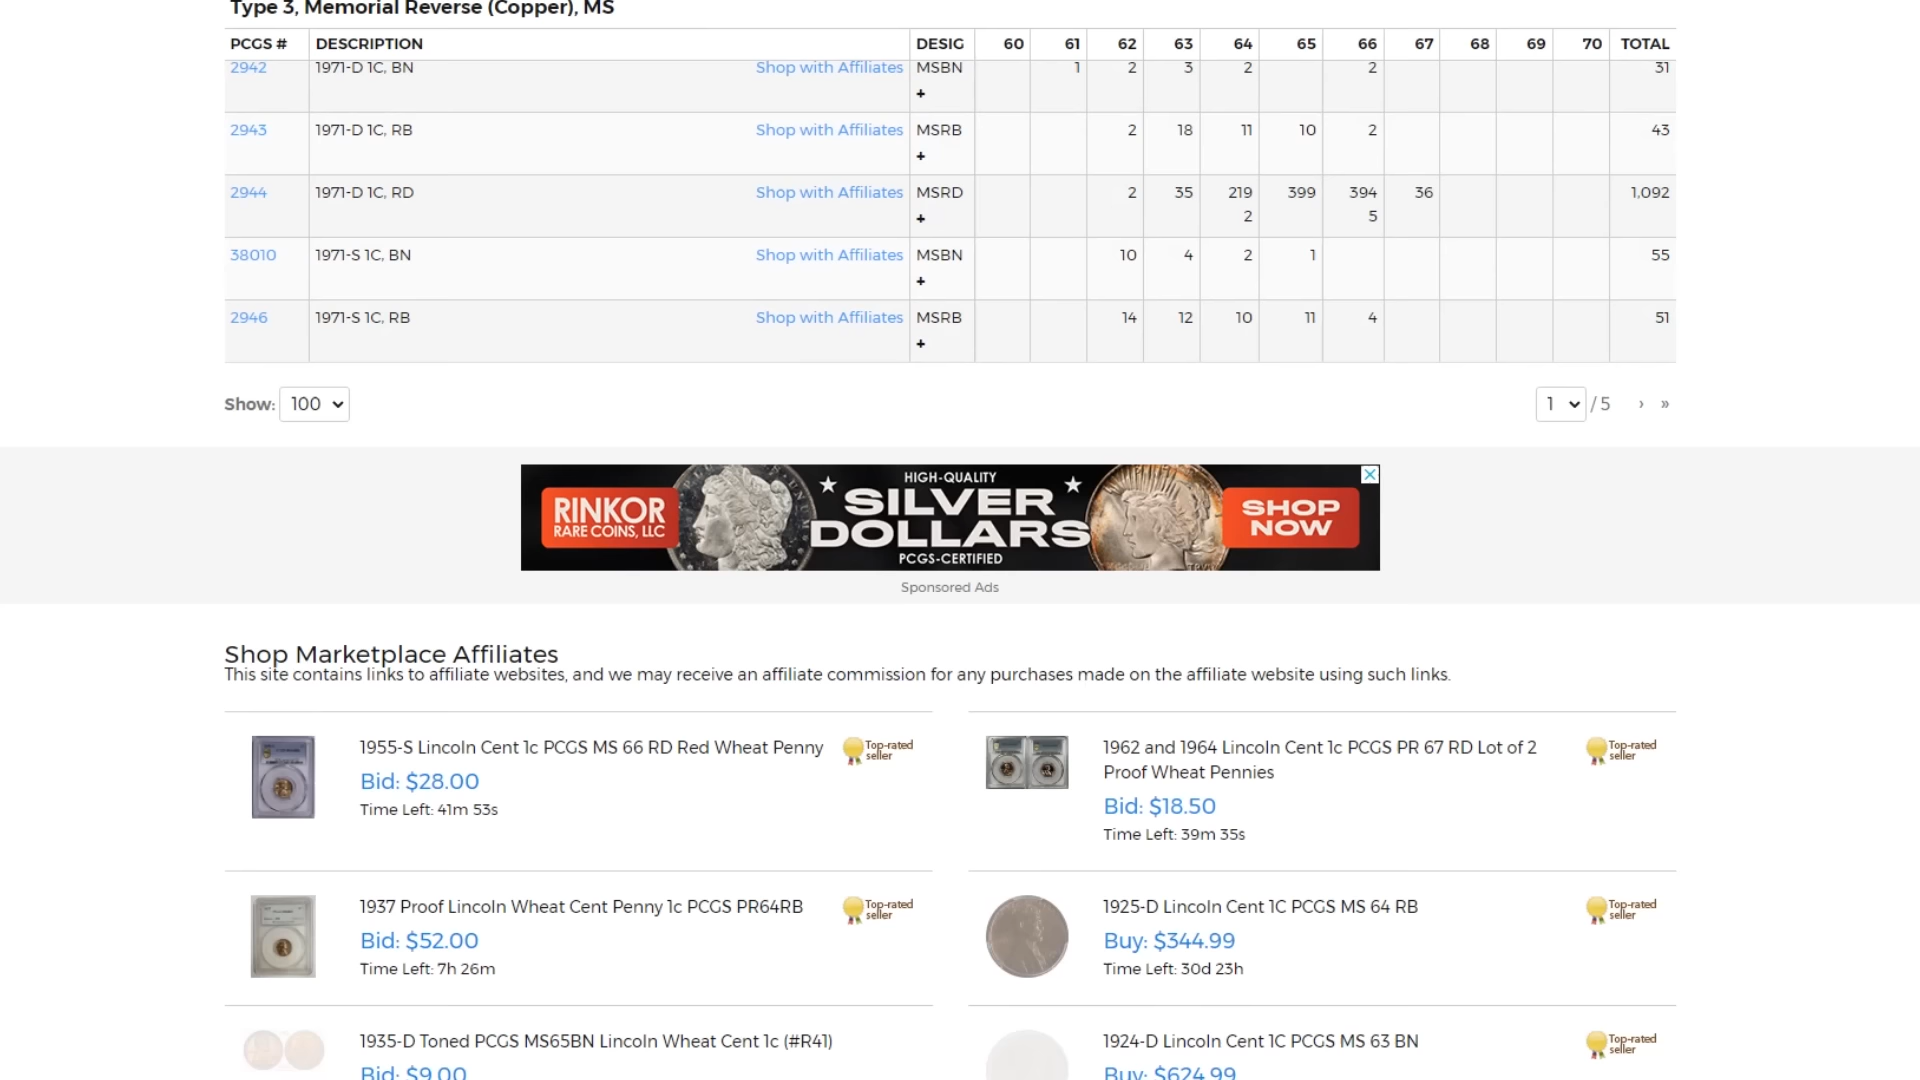 Type 3, Memorial Reverse (Copper), MS
PCGS # DESCRIPTION DESIG 60 61 62 63 64 65 66 67 68 69 70 TOTAL
2942 1971-D 1C, BN Shop with Affiliates MSBN 1 2 3 2 2 31
+
2943 1971-D 1C, RB Shop with Affiliates MSRB 2 18 11 10 2 43
+
2944 1971-D 1C, RD Shop with Affiliates MSRD 2 35 219 399 394 36 1,092
+ 2 5
38010 1971-S 1C, BN Shop with Affiliates MSBN 10 4 2 1 55
+
2946 1971-S 1C, RB Shop with Affiliates MSRB 14 12 10 11 4 51
+
Show: 100
1 / 5 › »
RINKOR
RARE COINS, LLC
HIGH-QUALITY
SILVER
DOLLARS
PCGS-CERTIFIED
SHOP
NOW
Sponsored Ads
Shop Marketplace Affiliates
This site contains links to affiliate websites, and we may receive an affiliate commission for any purchases made on the affiliate website using such links.
1955-S Lincoln Cent 1c PCGS MS 66 RD Red Wheat Penny
Top-rated
seller
Bid: $28.00
Time Left: 41m 53s
1962 and 1964 Lincoln Cent 1c PCGS PR 67 RD Lot of 2
Proof Wheat Pennies
Top-rated
seller
Bid: $18.50
Time Left: 39m 35s
1937 Proof Lincoln Wheat Cent Penny 1c PCGS PR64RB
Top-rated
seller
Bid: $52.00
Time Left: 7h 26m
1925-D Lincoln Cent 1C PCGS MS 64 RB
Top-rated
seller
Buy: $344.99
Time Left: 30d 23h
1935-D Toned PCGS MS65BN Lincoln Wheat Cent 1c (#R41)
Bid: $9.00
1924-D Lincoln Cent 1C PCGS MS 63 BN
Top-rated
seller
Buy: $624.99